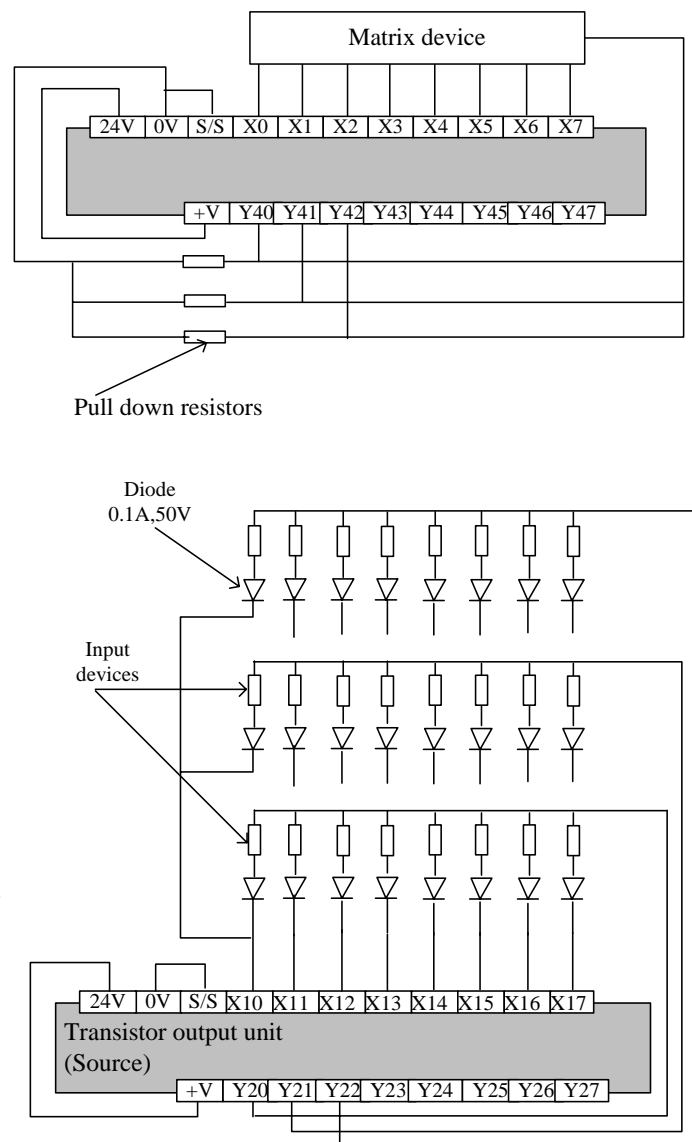 Matrix device
24V 0V S/S X0 X1 X2 X3 X4 X5 X6 X7
+V Y40 Y41 Y42 Y43 Y44 Y45 Y46 Y47
Pull down resistors
Diode
0.1A,50V
Input
devices
24V 0V S/S X10 X11 X12 X13 X14 X15 X16 X17
Transistor output unit
(Source)
+V Y20 Y21 Y22 Y23 Y24 Y25 Y26 Y27